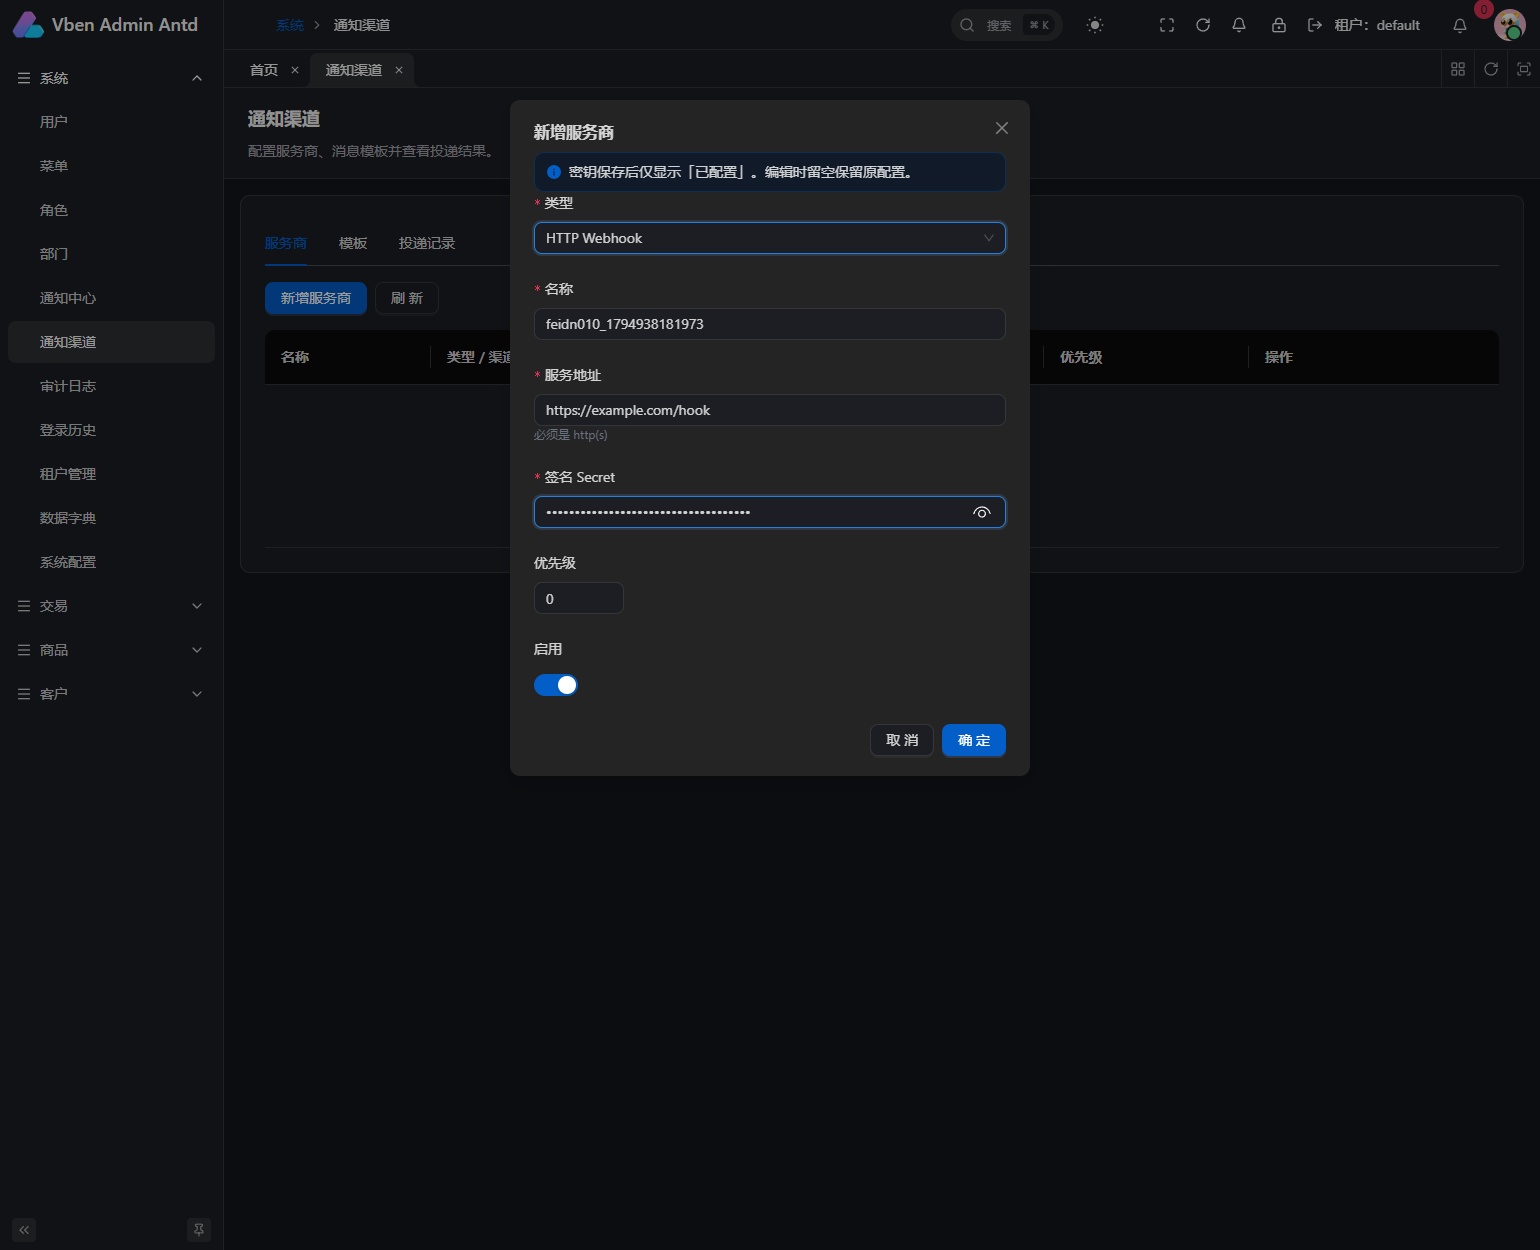 Vben Admin Antd
系统
通知渠道
搜索
⌘ K
租户：default
0
首页
通知渠道
系统
用户
菜单
角色
部门
通知中心
通知渠道
审计日志
登录历史
租户管理
数据字典
系统配置
交易
商品
客户
通知渠道
配置服务商、消息模板并查看投递结果。
服务商
模板
投递记录
新增服务商
刷 新
名称
类型 / 渠道
优先级
操作
新增服务商
密钥保存后仅显示「已配置」。编辑时留空保留原配置。
* 类型
HTTP Webhook
* 名称
feidn010_1794938181973
* 服务地址
https://example.com/hook
必须是 http(s)
* 签名 Secret
••••••••••••••••••••••••••••••••••••
优先级
0
启用
取 消
确 定